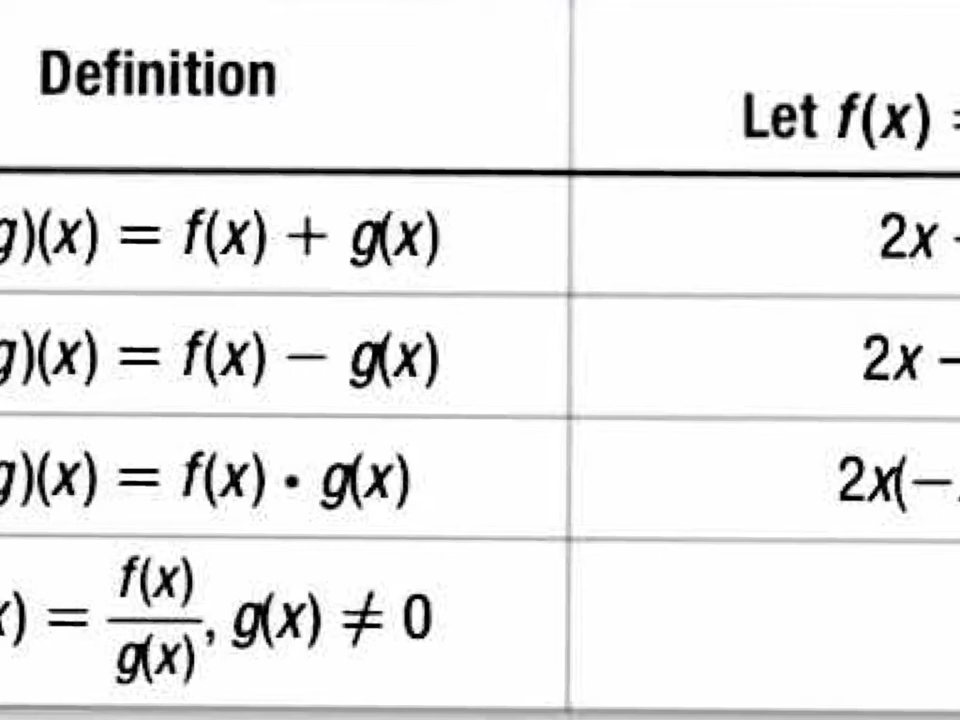 Definition
Let f(x) =
g)(x) = f(x) + g(x)
2x
g)(x) = f(x) − g(x)
2x −
g)(x) = f(x) · g(x)
2x(−
x) = f(x)/g(x), g(x) ≠ 0